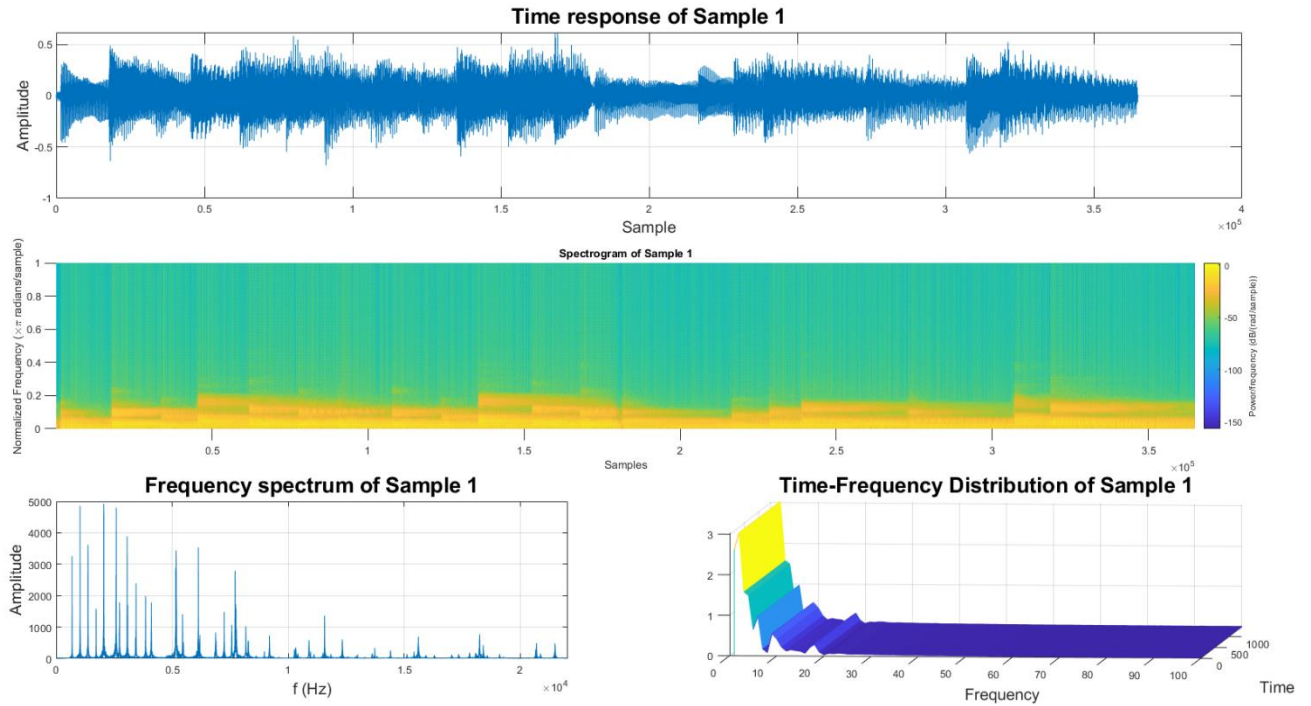 Time response of Sample 1
Amplitude
0.5
0
-0.5
-1
0 0.5 1 1.5 2 2.5 3 3.5 4
Sample
×10⁵
Spectrogram of Sample 1
Normalized Frequency (×π radians/sample)
1
0.8
0.6
0.4
0.2
0
0.5 1 1.5 2 2.5 3 3.5
Samples
×10⁵
0
-50
-100
-150
Power/frequency (dB/(rad/sample))
Frequency spectrum of Sample 1
Amplitude
5000
4000
3000
2000
1000
0
0 0.5 1 1.5 2
f (Hz)
×10⁴
Time-Frequency Distribution of Sample 1
3
2
1
0
0 10 20 30 40 50 60 70 80 90 100
Frequency
0
500
1000
Time